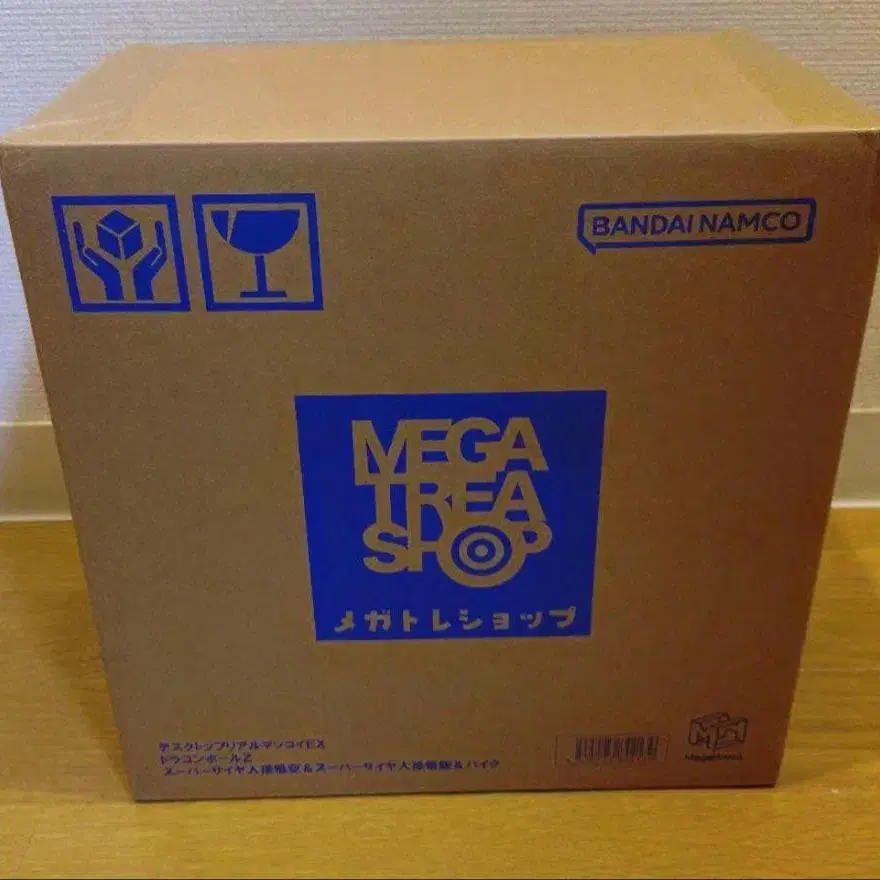 BANDAI NAMCO
MEGA
TREA
SHOP
メガトレショップ
デスクトップリアルマッコイEX
ドラゴンボールZ
スーパーサイヤ人孫悟空&スーパーサイヤ人孫悟飯&バイク
MegaHouse